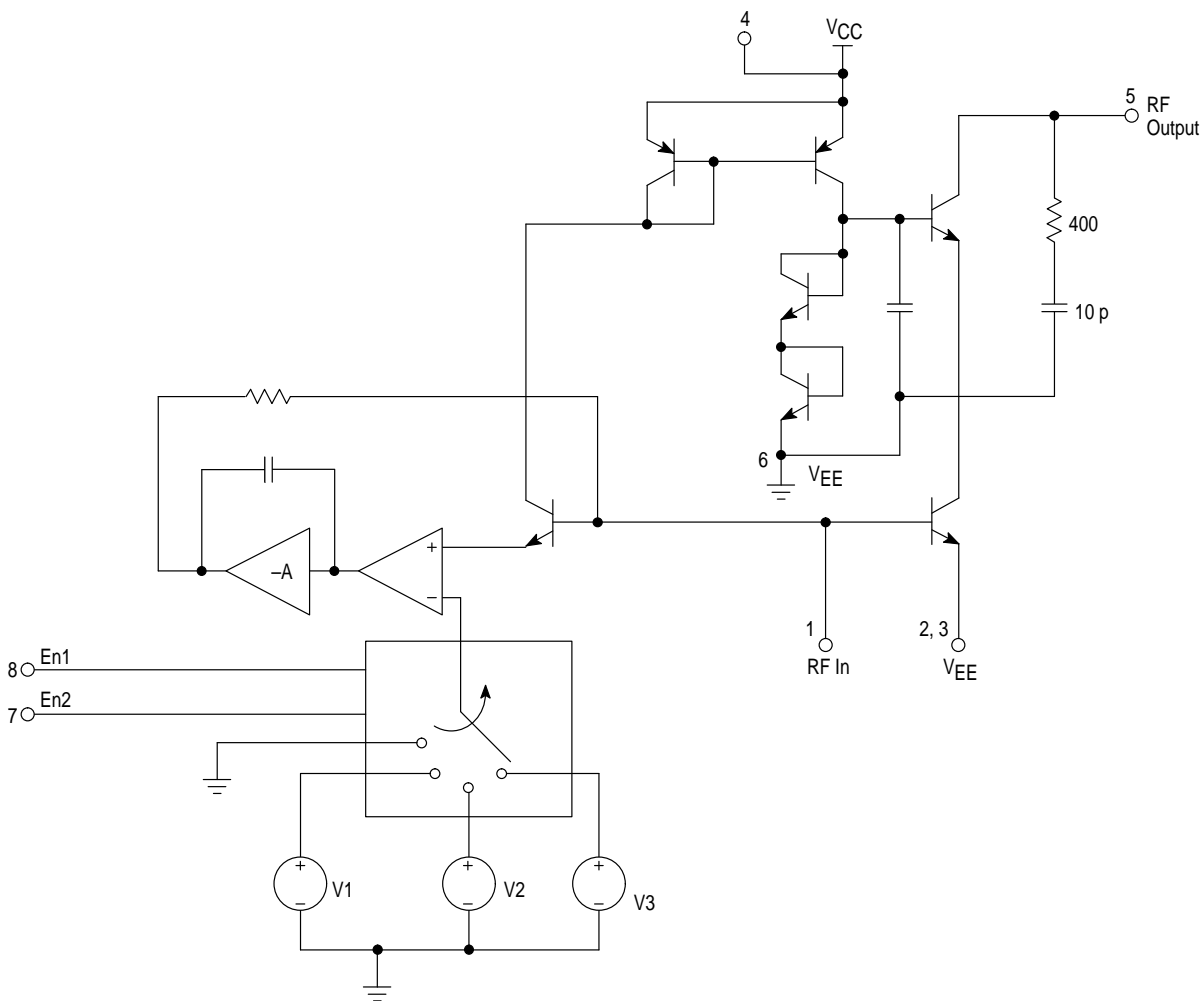 4
VCC
5 RF
Output
400
10 p
6
VEE
+
–A
–
1
RF In
2, 3
VEE
8 En1
7 En2
+
–
V1
+
–
V2
+
–
V3